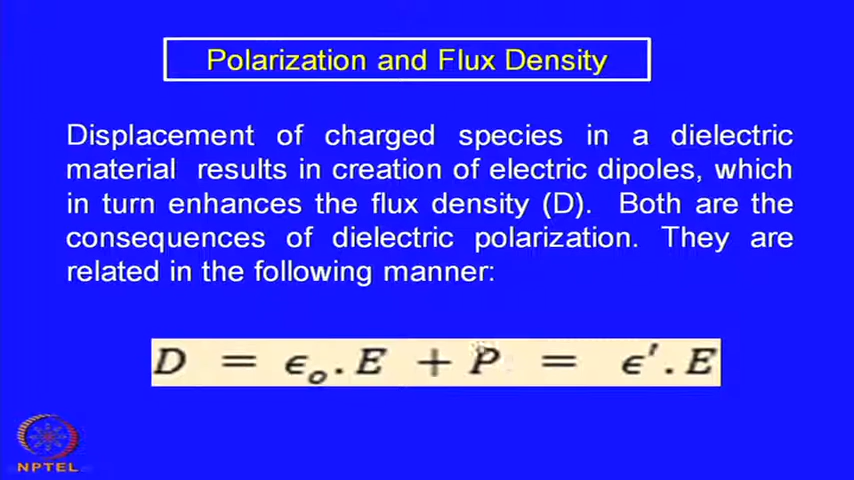 Polarization and Flux Density
Displacement of charged species in a dielectric
material results in creation of electric dipoles, which
in turn enhances the flux density (D). Both are the
consequences of dielectric polarization. They are
related in the following manner:
D = ϵₒ.E + P = ϵ′.E
NPTEL